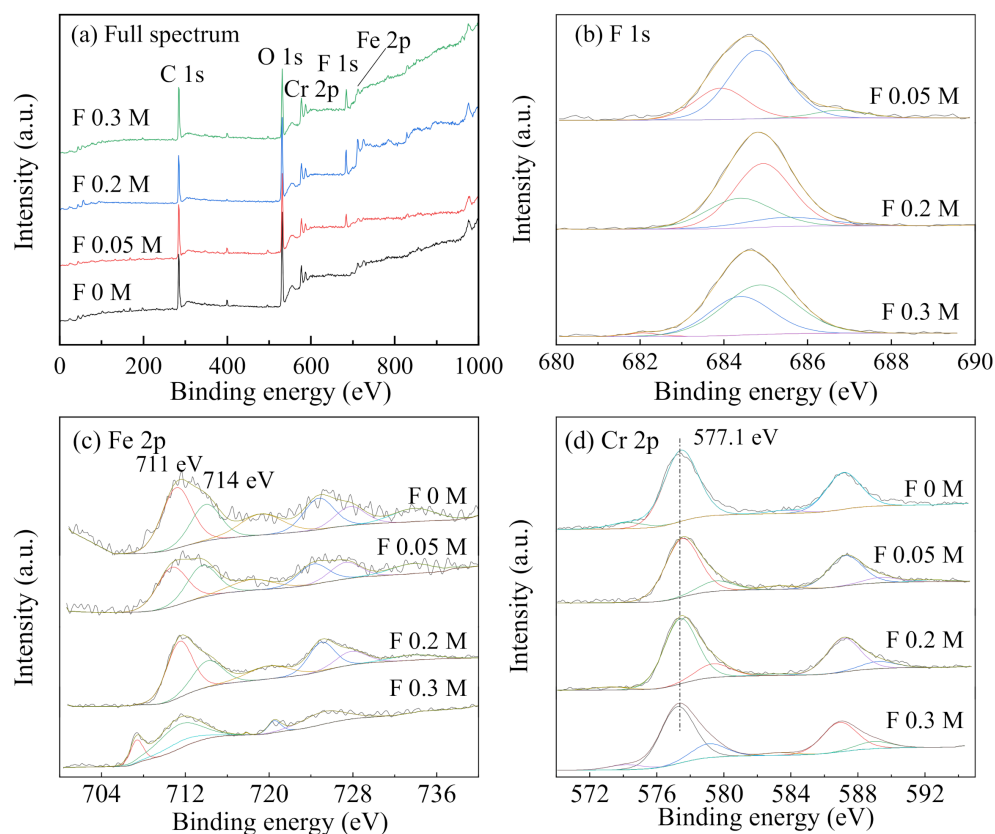 (a) Full spectrum
Fe 2p
O 1s
F 1s
C 1s
Cr 2p
F 0.3 M
F 0.2 M
F 0.05 M
F 0 M
Intensity (a.u.)
0 200 400 600 800 1000
Binding energy (eV)
(b) F 1s
F 0.05 M
F 0.2 M
F 0.3 M
Intensity (a.u.)
680 682 684 686 688 690
Binding energy (eV)
(c) Fe 2p
711 eV
714 eV
F 0 M
F 0.05 M
F 0.2 M
F 0.3 M
Intensity (a.u.)
704 712 720 728 736
Binding energy (eV)
(d) Cr 2p
577.1 eV
F 0 M
F 0.05 M
F 0.2 M
F 0.3 M
Intensity (a.u.)
572 576 580 584 588 592
Binding energy (eV)